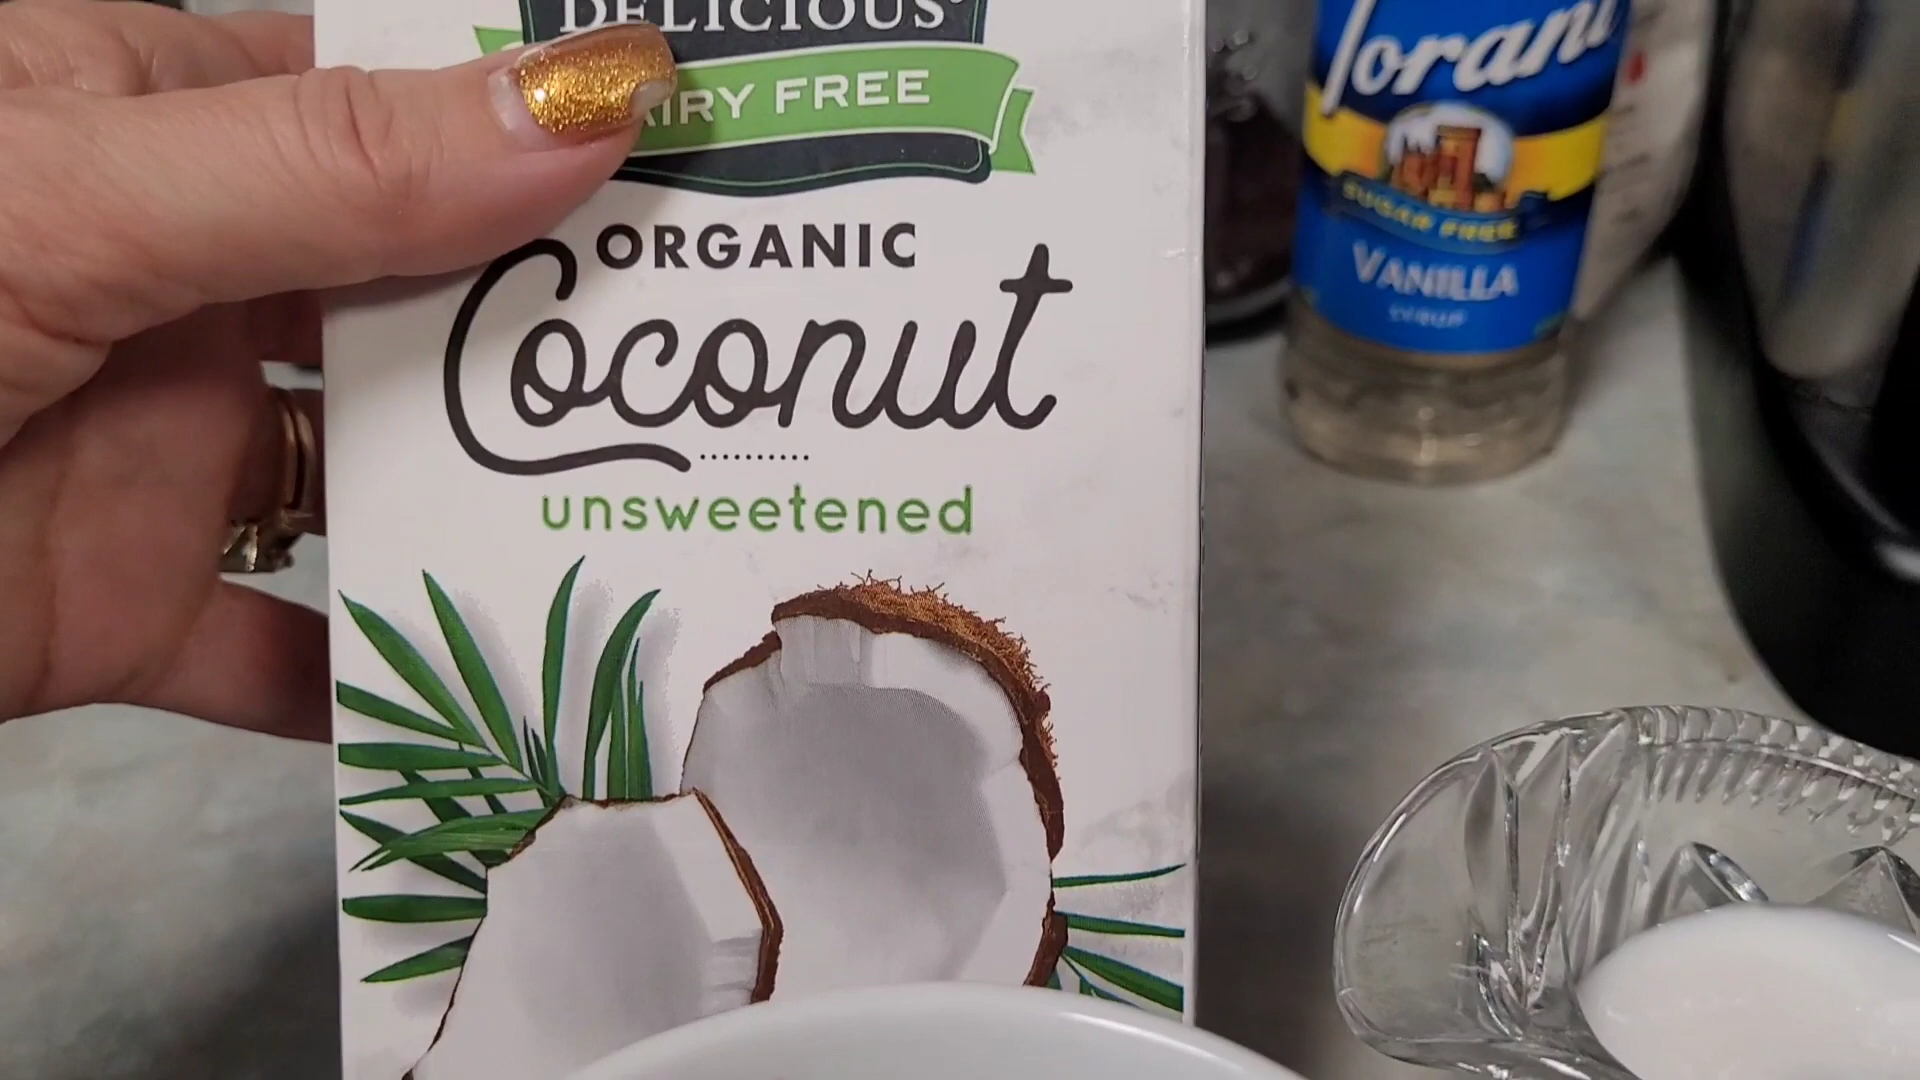 DELICIOUS®
AIRY FREE
ORGANIC
Coconut
unsweetened
Torani
SUGAR FREE
VANILLA
SYRUP